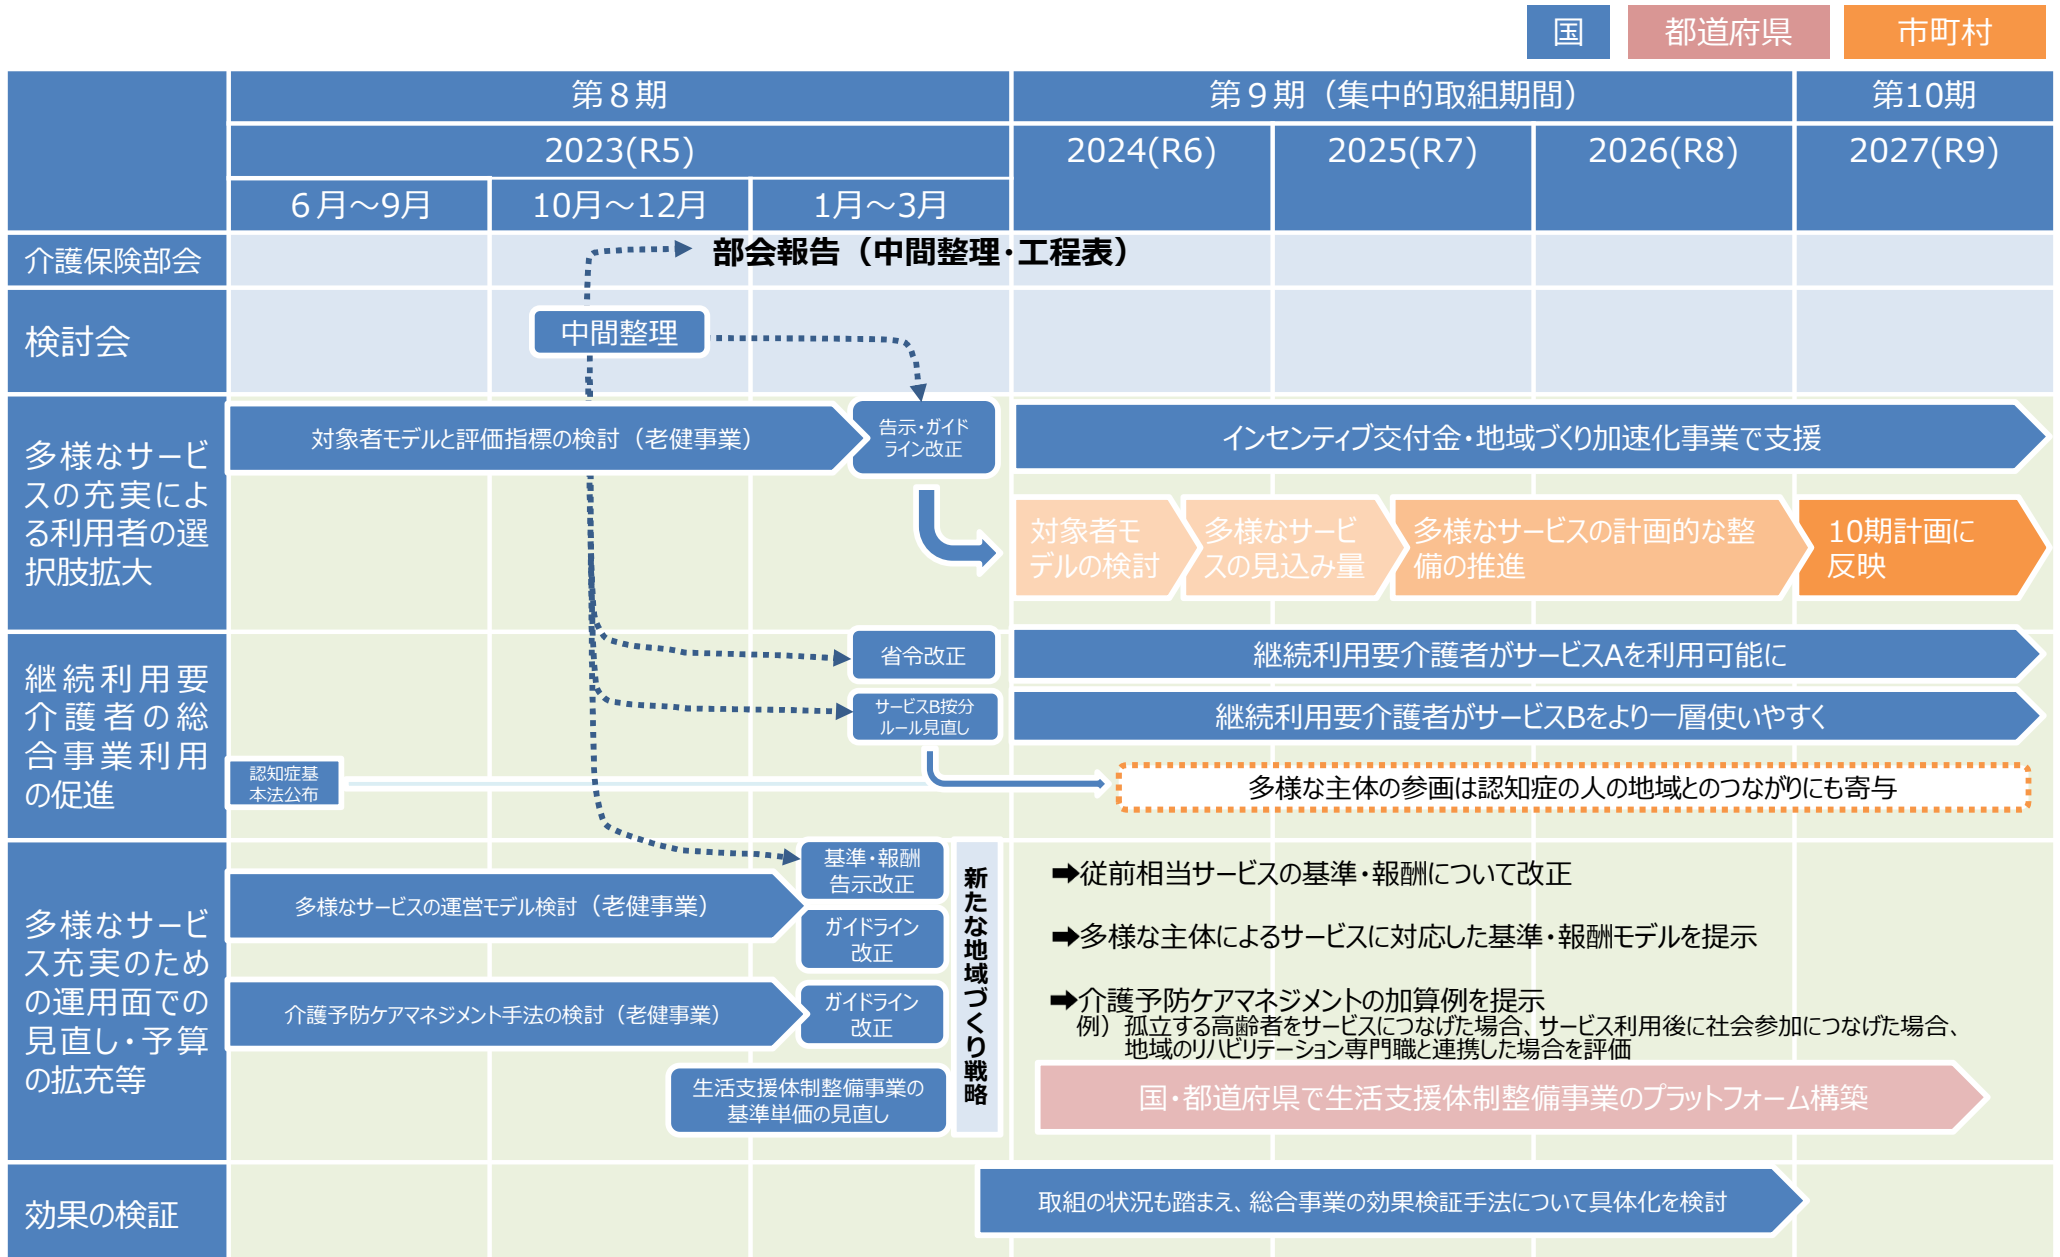 国
都道府県
市町村
第８期
第９期（集中的取組期間）
第10期
2023(R5)
2024(R6)
2025(R7)
2026(R8)
2027(R9)
６月～9月
10月～12月
1月～3月
介護保険部会
部会報告（中間整理・工程表）
検討会
中間整理
多様なサービ
スの充実によ
る利用者の選
択肢拡大
対象者モデルと評価指標の検討（老健事業）
告示・ガイド
ライン改正
インセンティブ交付金・地域づくり加速化事業で支援
対象者モ
デルの検討
多様なサービ
スの見込み量
多様なサービスの計画的な整
備の推進
10期計画に
反映
継続利用要
介護者の総
合事業利用
の促進
省令改正
継続利用要介護者がサービスAを利用可能に
サービスB按分
ルール見直し
継続利用要介護者がサービスBをより一層使いやすく
認知症基
本法公布
多様な主体の参画は認知症の人の地域とのつながりにも寄与
多様なサービ
ス充実のため
の運用面での
見直し・予算
の拡充等
多様なサービスの運営モデル検討（老健事業）
基準・報酬
告示改正
ガイドライン
改正
介護予防ケアマネジメント手法の検討（老健事業）
ガイドライン
改正
生活支援体制整備事業の
基準単価の見直し
新たな地域づくり戦略
➡従前相当サービスの基準・報酬について改正
➡多様な主体によるサービスに対応した基準・報酬モデルを提示
➡介護予防ケアマネジメントの加算例を提示
例）孤立する高齢者をサービスにつなげた場合、サービス利用後に社会参加につなげた場合、
地域のリハビリテーション専門職と連携した場合を評価
国・都道府県で生活支援体制整備事業のプラットフォーム構築
効果の検証
取組の状況も踏まえ、総合事業の効果検証手法について具体化を検討